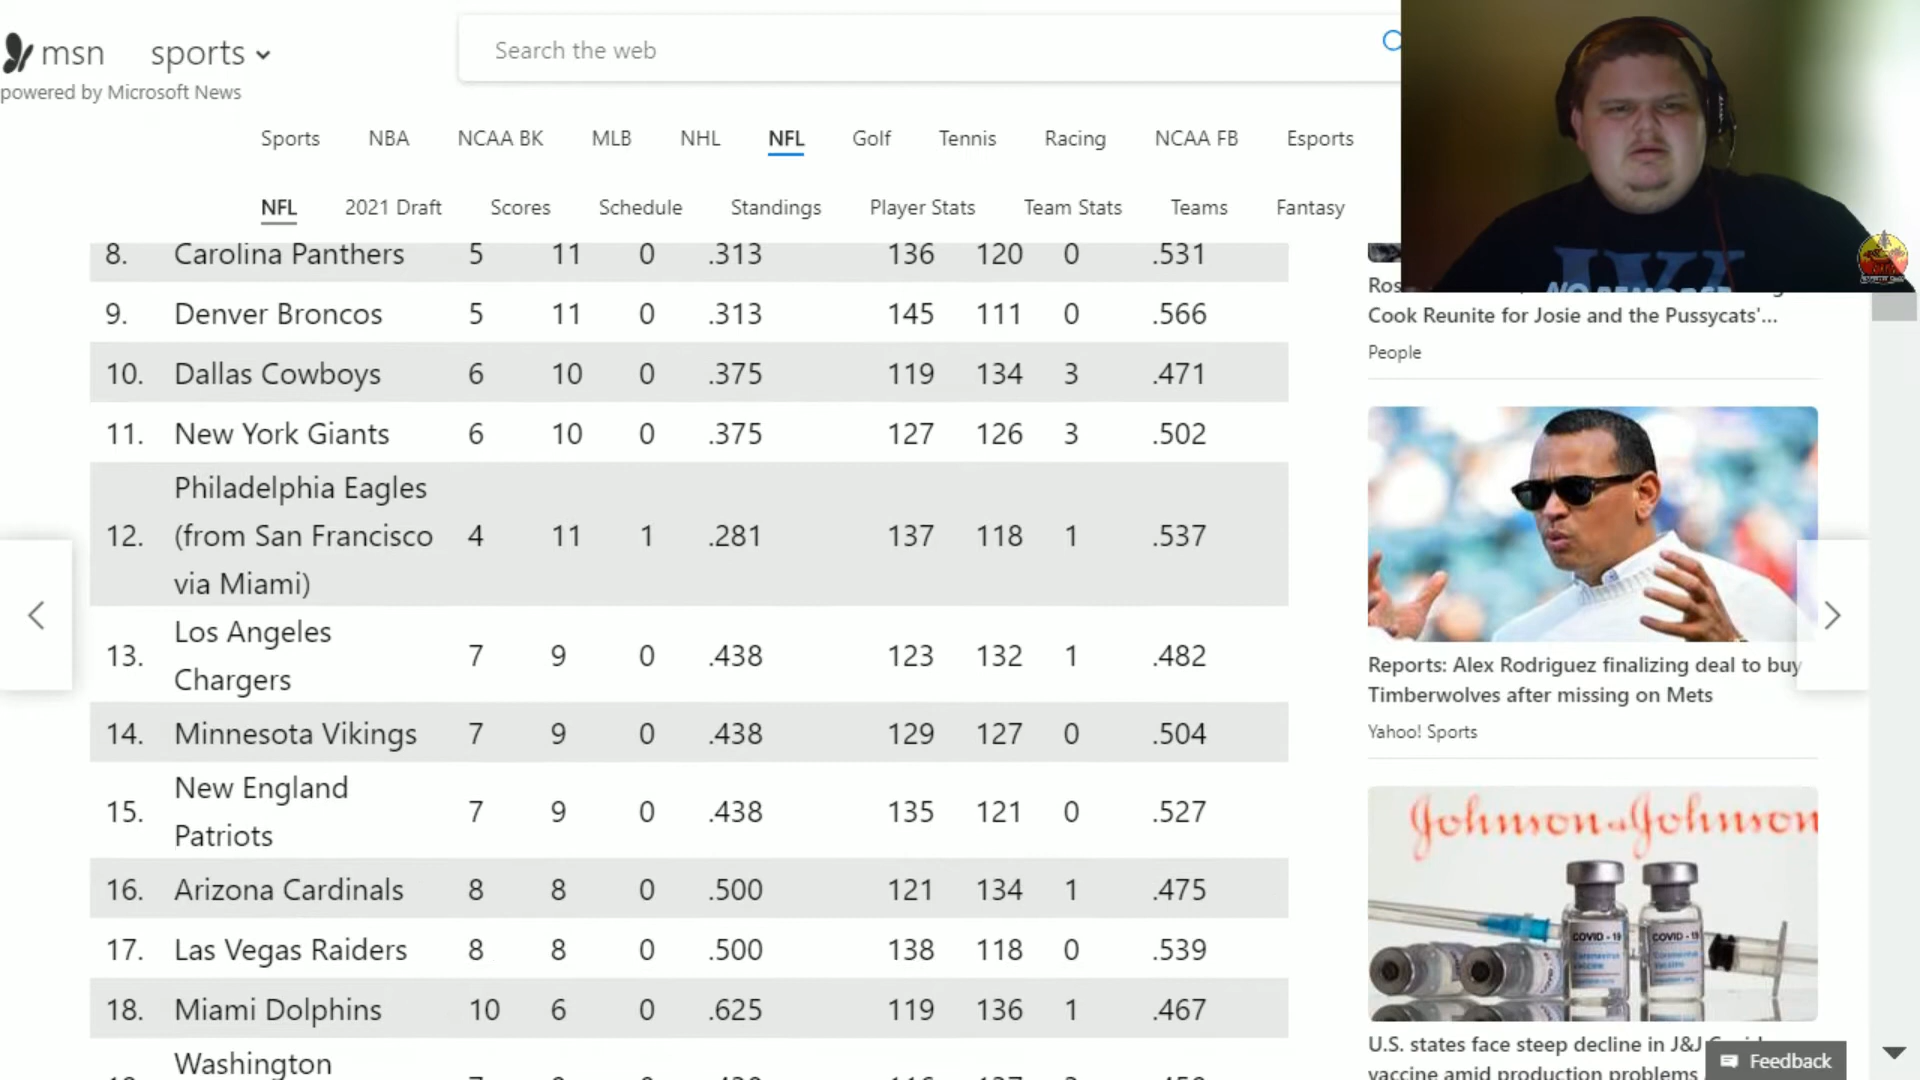 msn sports
powered by Microsoft News
Search the web
Sports NBA NCAA BK MLB NHL NFL Golf Tennis Racing NCAA FB Esports
NFL 2021 Draft Scores Schedule Standings Player Stats Team Stats Teams Fantasy
8. Carolina Panthers 5 11 0 .313 136 120 0 .531
9. Denver Broncos 5 11 0 .313 145 111 0 .566
10. Dallas Cowboys 6 10 0 .375 119 134 3 .471
11. New York Giants 6 10 0 .375 127 126 3 .502
Philadelphia Eagles
12. (from San Francisco 4 11 1 .281 137 118 1 .537
via Miami)
Los Angeles
13. Chargers 7 9 0 .438 123 132 1 .482
14. Minnesota Vikings 7 9 0 .438 129 127 0 .504
New England
15. Patriots 7 9 0 .438 135 121 0 .527
16. Arizona Cardinals 8 8 0 .500 121 134 1 .475
17. Las Vegas Raiders 8 8 0 .500 138 118 0 .539
18. Miami Dolphins 10 6 0 .625 119 136 1 .467
Washington
Cook Reunite for Josie and the Pussycats'...
People
Reports: Alex Rodriguez finalizing deal to buy
Timberwolves after missing on Mets
Yahoo! Sports
Johnson & Johnson
COVID-19 COVID-19
U.S. states face steep decline in J&J
vaccine amid production problems
Feedback